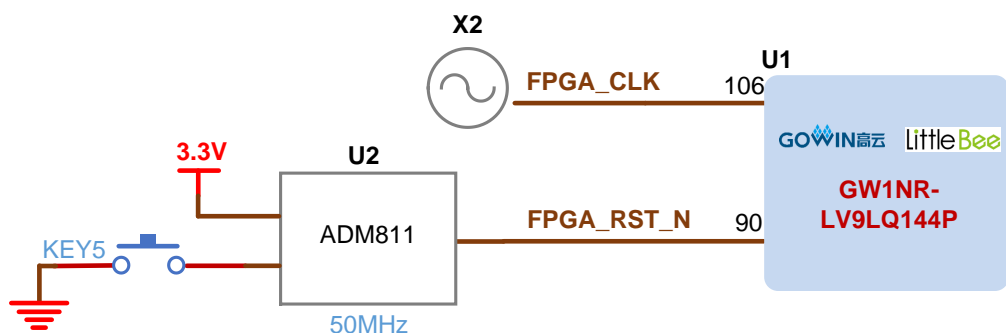 X2
U1
FPGA_CLK
106
GOWIN高云 LittleBee
3.3V
U2
GW1NR-
LV9LQ144P
FPGA_RST_N
90
ADM811
KEY5
50MHz